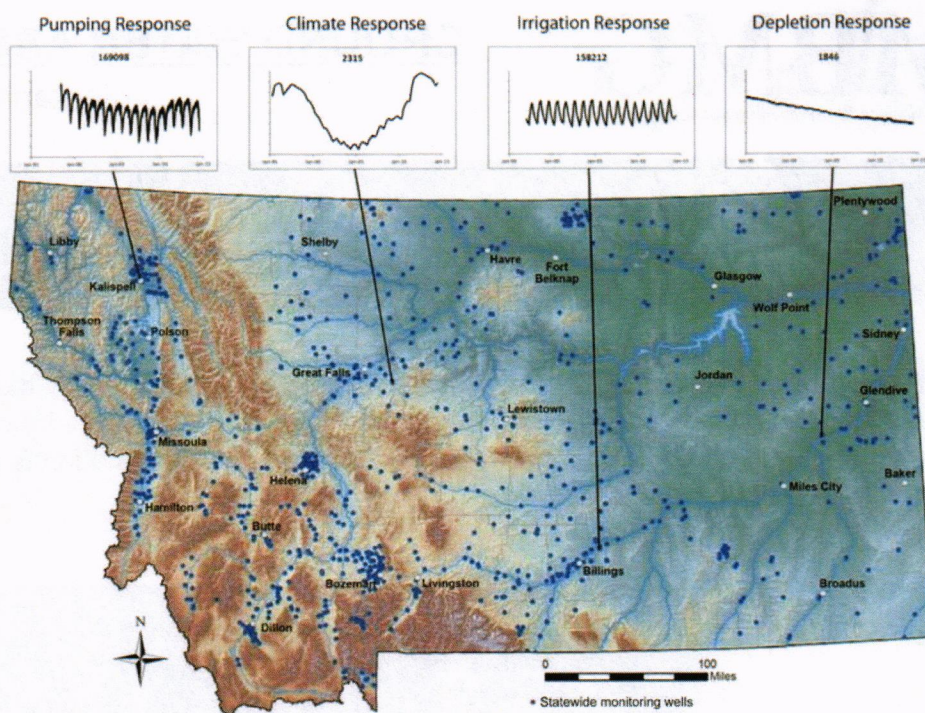 Pumping Response
Climate Response
Irrigation Response
Depletion Response
169098
2315
158212
1846
Plentywood
Libby
Shelby
Havre
Fort
Belknap
Glasgow
Kalispell
Wolf Point
Thompson
Falls
Polson
Sidney
Great Falls
Jordan
Glendive
Lewistown
Missoula
Helena
Miles City
Baker
Hamilton
Butte
Bozeman
Livingston
Billings
Broadus
Dillon
N
0
100
Miles
Statewide monitoring wells